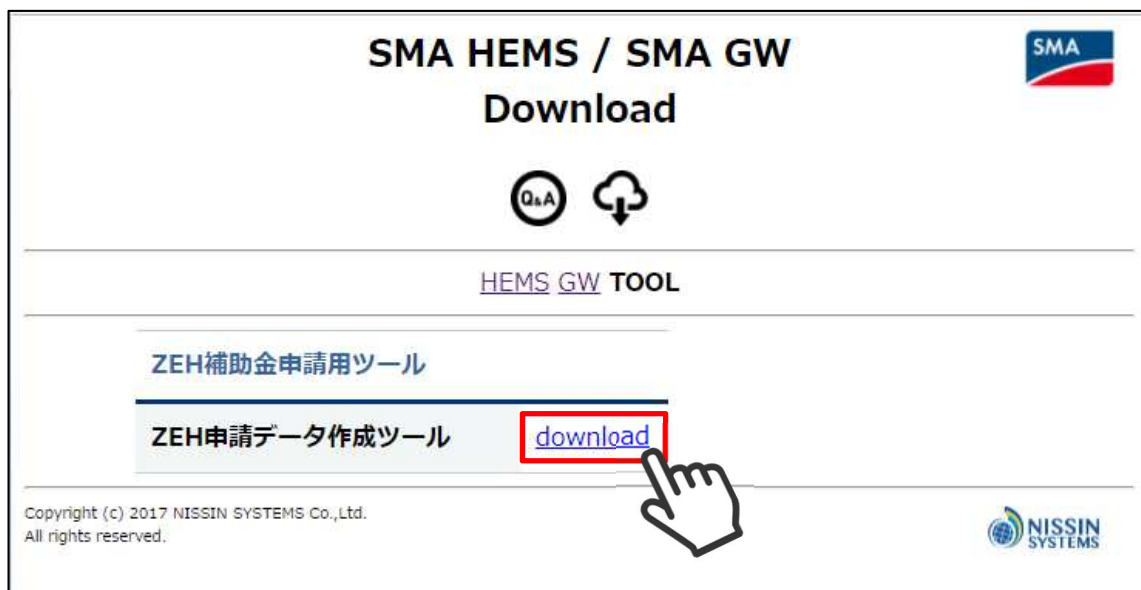 SMA HEMS / SMA GW
Download
SMA
Q&A
HEMS GW TOOL
ZEH補助金申請用ツール
ZEH申請データ作成ツール download
Copyright (c) 2017 NISSIN SYSTEMS Co.,Ltd.
All rights reserved.
NISSIN
SYSTEMS